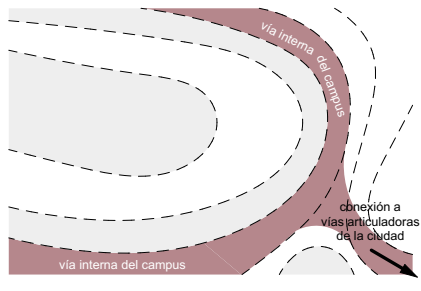 vía interna del campus
conexión a
vías articuladoras
de la ciudad
vía interna del campus